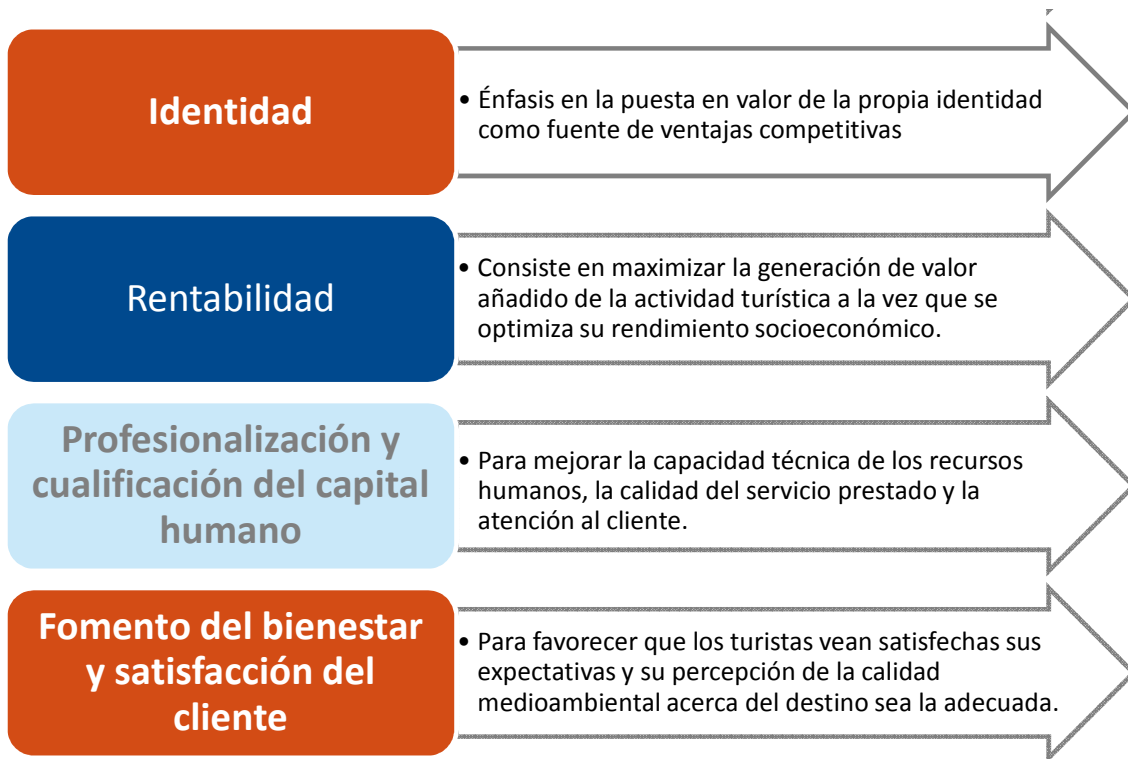 Identidad
• Énfasis en la puesta en valor de la propia identidad
como fuente de ventajas competitivas
Rentabilidad
• Consiste en maximizar la generación de valor
añadido de la actividad turística a la vez que se
optimiza su rendimiento socioeconómico.
Profesionalización y
cualificación del capital
humano
• Para mejorar la capacidad técnica de los recursos
humanos, la calidad del servicio prestado y la
atención al cliente.
Fomento del bienestar
y satisfacción del
cliente
• Para favorecer que los turistas vean satisfechas sus
expectativas y su percepción de la calidad
medioambiental acerca del destino sea la adecuada.